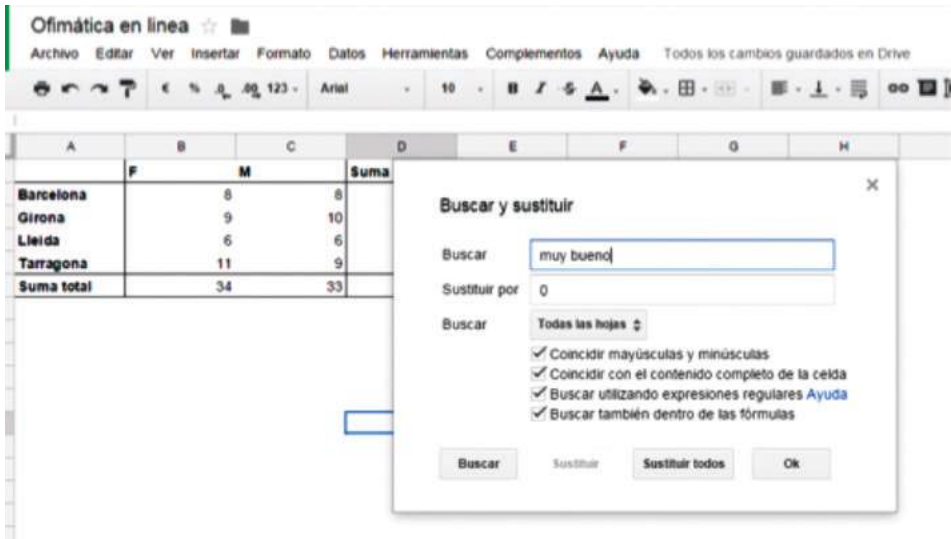 Ofimática en linea
Archivo Editar Ver Insertar Formato Datos Herramientas Complementos Ayuda Todos los cambios guardados en Drive
€ % .0 .00 123 Arial 10 B I S A
A B C D E F G H
F M Suma
Barcelona 8 8
Girona 9 10
Lleida 6 6
Tarragona 11 9
Suma total 34 33
Buscar y sustituir
Buscar muy bueno
Sustituir por 0
Buscar Todas las hojas
Coincidir mayúsculas y minúsculas
Coincidir con el contenido completo de la celda
Buscar utilizando expresiones regulares Ayuda
Buscar también dentro de las fórmulas
Buscar Sustituir Sustituir todos Ok